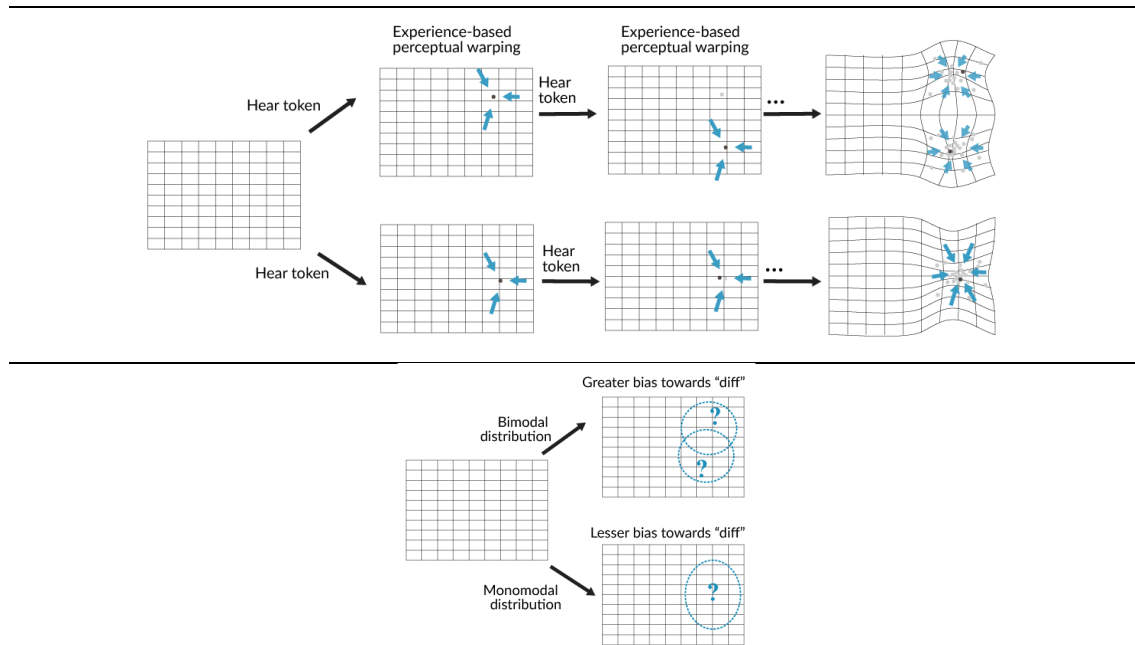 Experience-based
perceptual warping
Experience-based
perceptual warping
Hear token
Hear
token
...
Hear token
Hear
token
...
Greater bias towards “diff”
Bimodal
distribution
?
?
Lesser bias towards “diff”
Monomodal
distribution
?